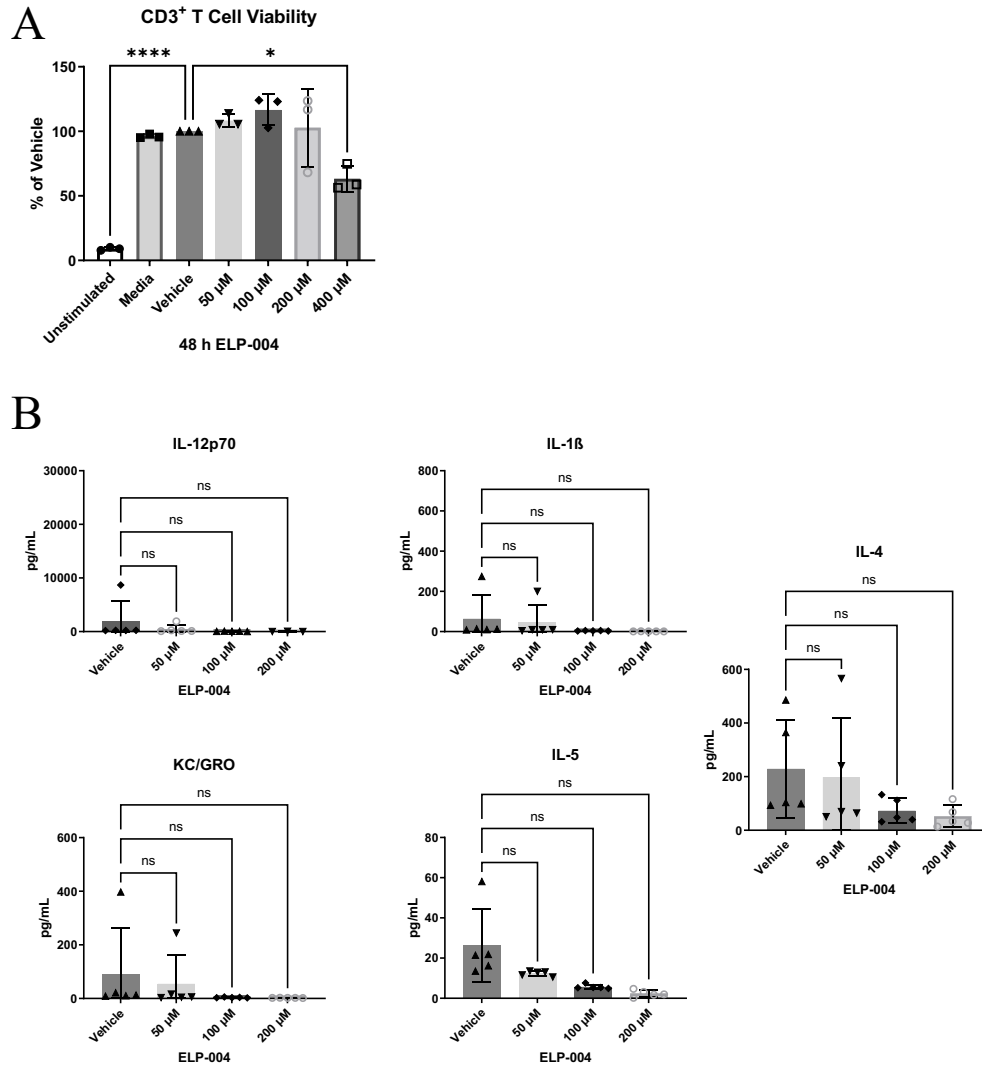 A
CD3+ T Cell Viability
****
*
% of Vehicle
150
100
50
0
Unstimulated
Media
Vehicle
50 µM
100 µM
200 µM
400 µM
48 h ELP-004
B
IL-12p70
pg/mL
30000
20000
10000
0
ns
ns
ns
Vehicle
50 µM
100 µM
200 µM
ELP-004
IL-1ß
pg/mL
800
600
400
200
0
ns
ns
ns
Vehicle
50 µM
100 µM
200 µM
ELP-004
IL-4
pg/mL
600
400
200
0
ns
ns
ns
Vehicle
50 µM
100 µM
200 µM
ELP-004
KC/GRO
pg/mL
600
400
200
0
ns
ns
ns
Vehicle
50 µM
100 µM
200 µM
ELP-004
IL-5
pg/mL
80
60
40
20
0
ns
ns
ns
Vehicle
50 µM
100 µM
200 µM
ELP-004